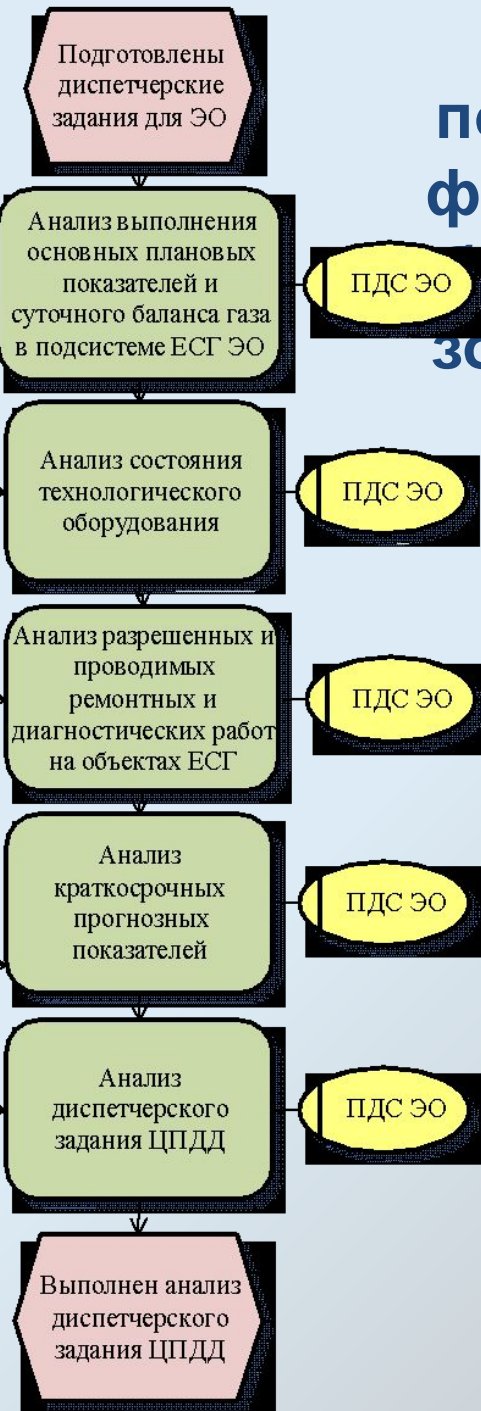 Подготовлены
диспетчерские
задания для ЭО
Анализ выполнения
основных плановых
показателей и
суточного баланса газа
в подсистеме ЕСГ ЭО
ПДС ЭО
Анализ состояния
технологического
оборудования
ПДС ЭО
Анализ разрешенных и
проводимых
ремонтных и
диагностических работ
на объектах ЕСГ
ПДС ЭО
Анализ
краткосрочных
прогнозных
показателей
ПДС ЭО
Анализ
диспетчерского
задания ЦПДД
ПДС ЭО
Выполнен анализ
диспетчерского
задания ЦПДД